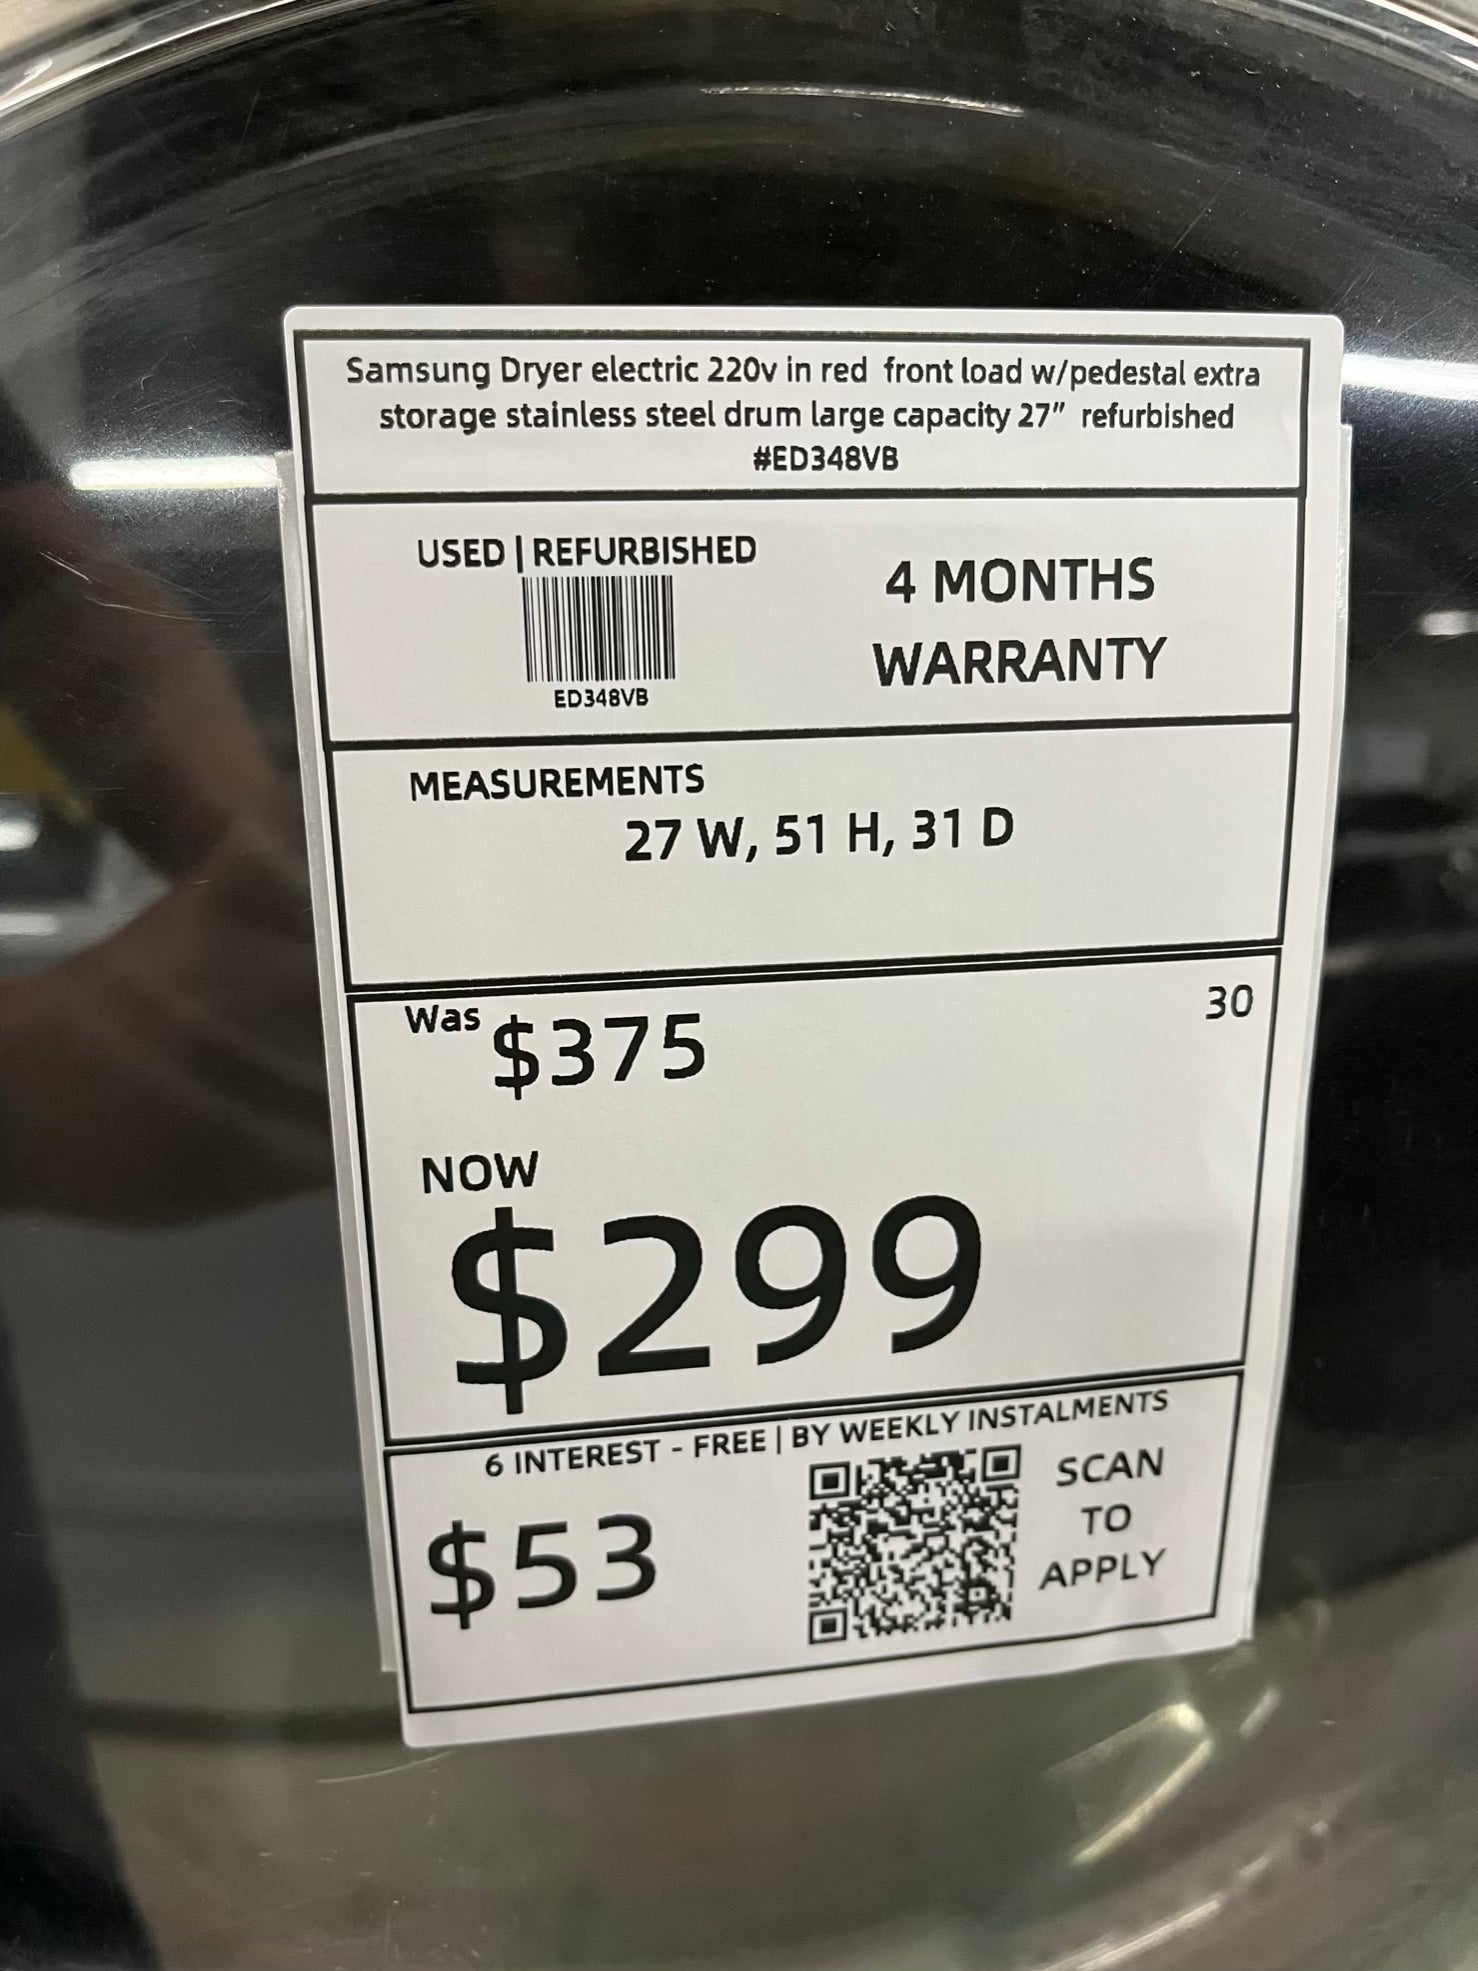 Samsung Dryer electric 220v in red front load w/pedestal extra
storage stainless steel drum large capacity 27" refurbished
#ED348VB
USED | REFURBISHED
ED348VB
4 MONTHS
WARRANTY
MEASUREMENTS
27 W, 51 H, 31 D
Was $375
30
NOW
$299
6 INTEREST - FREE | BY WEEKLY INSTALMENTS
$53
SCAN
TO
APPLY